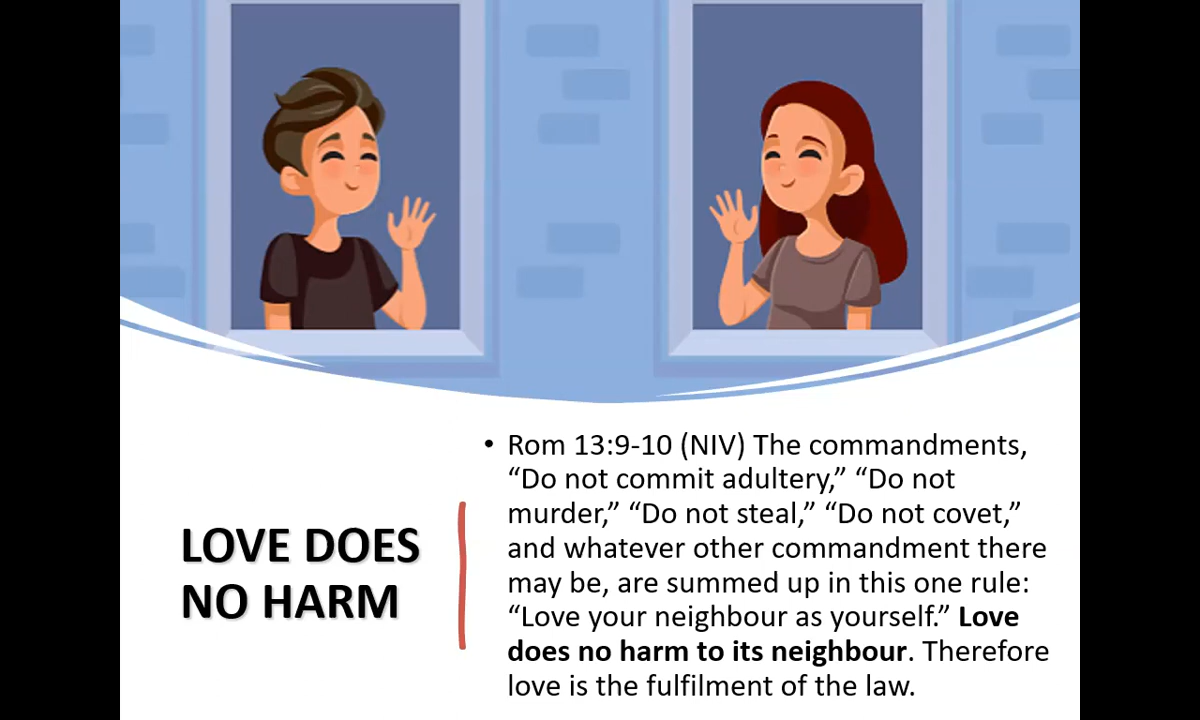 LOVE DOES
NO HARM
• Rom 13:9-10 (NIV) The commandments,
“Do not commit adultery,” “Do not
murder,” “Do not steal,” “Do not covet,”
and whatever other commandment there
may be, are summed up in this one rule:
“Love your neighbour as yourself.” Love
does no harm to its neighbour. Therefore
love is the fulfilment of the law.